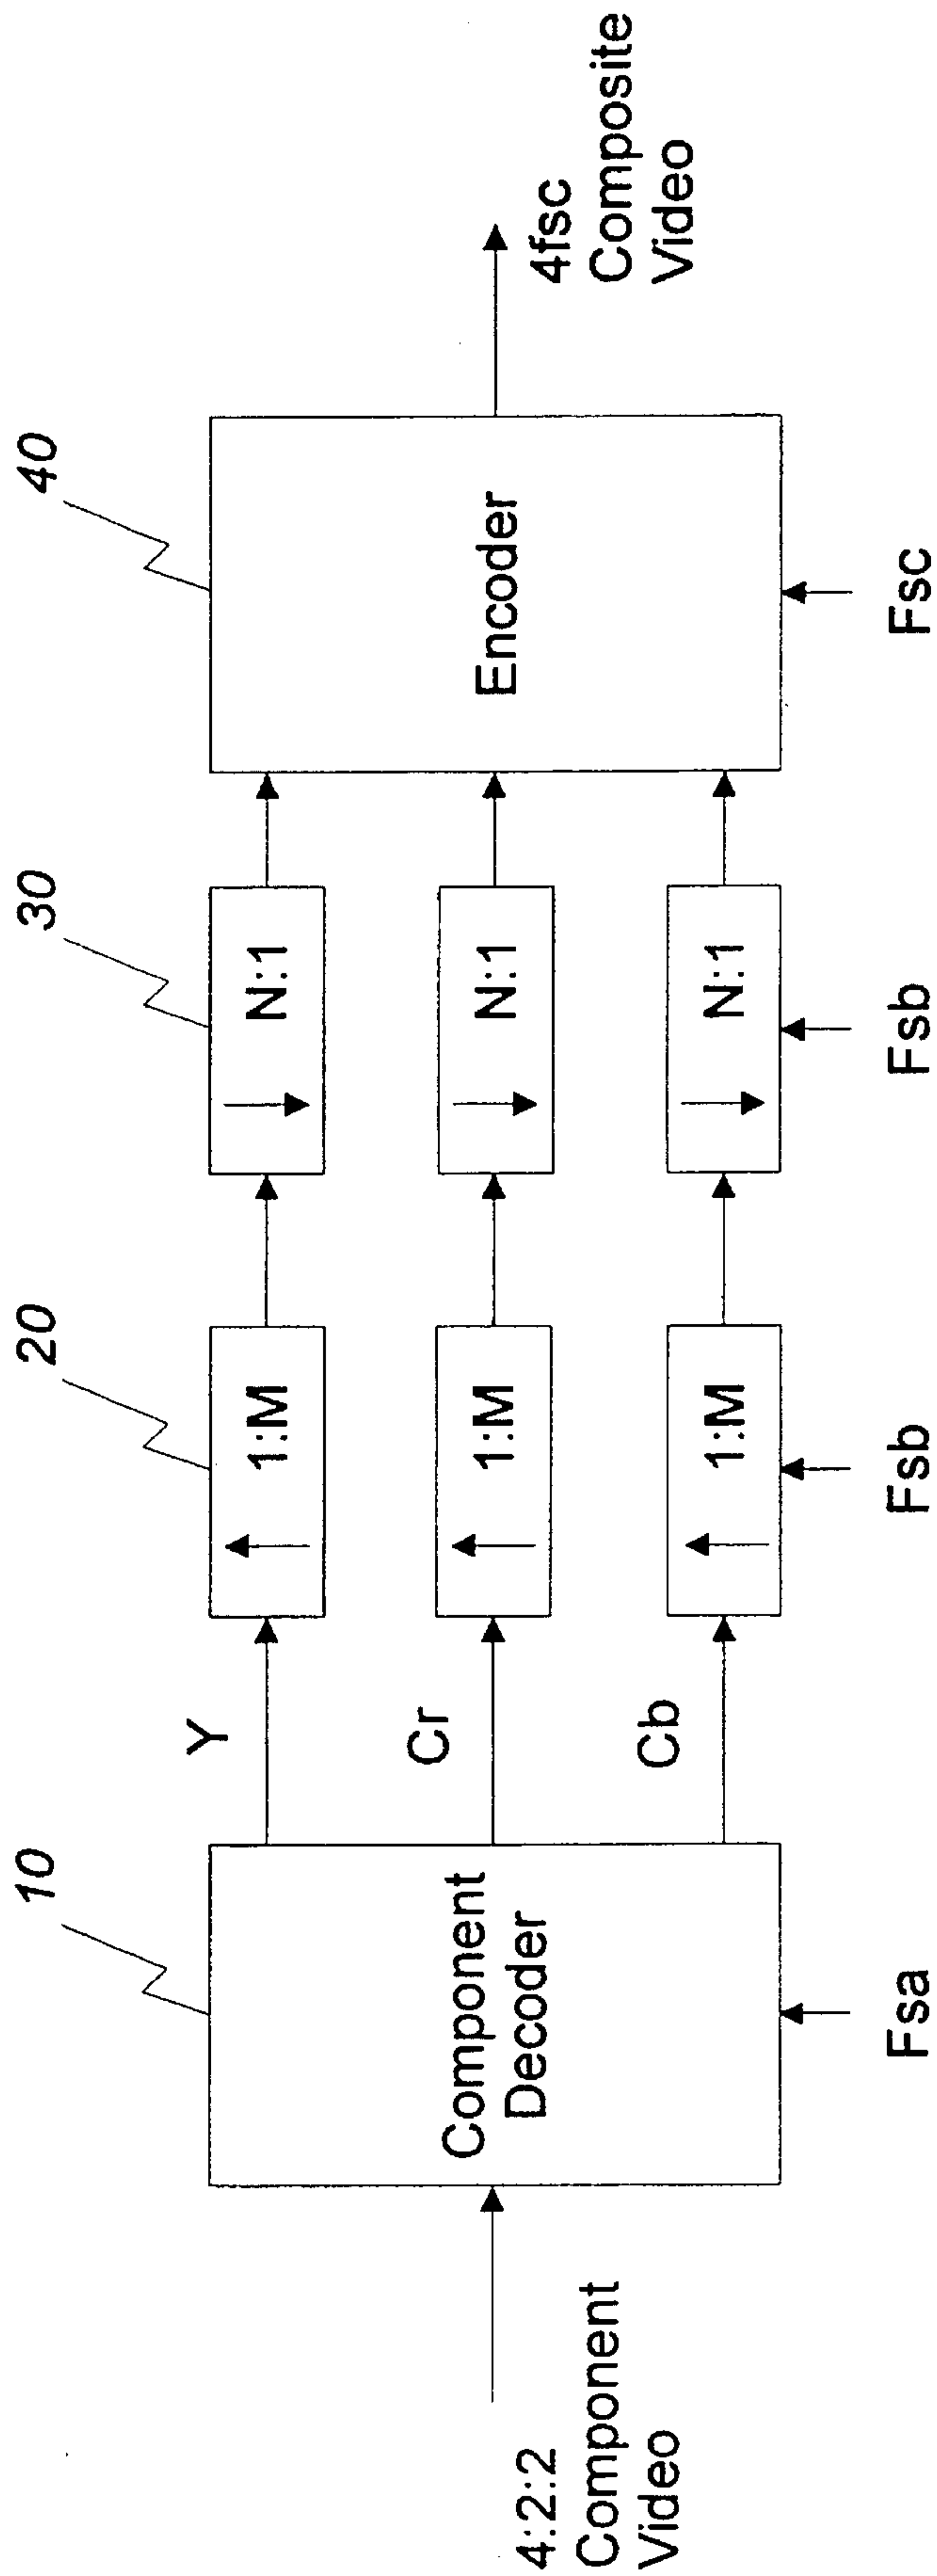 10
20
30
40
Y
Cr
Cb
4:2:2
Component
Video
Component
Decoder
1:M
1:M
1:M
N:1
N:1
N:1
Encoder
4fsc
Composite
Video
Fsa
Fsb
Fsb
Fsc